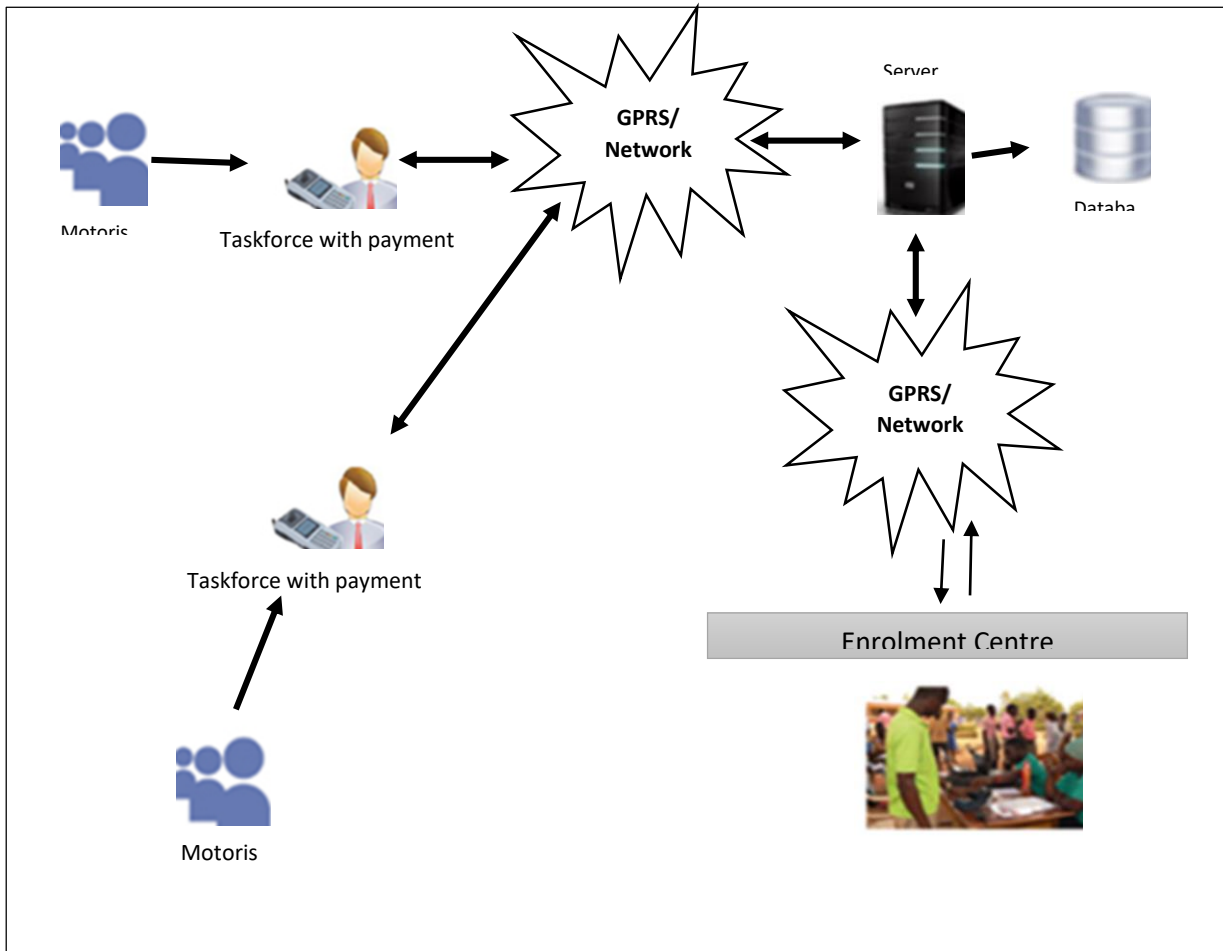 Server
GPRS/
Network
Motoris
Taskforce with payment
Databa
GPRS/
Network
Taskforce with payment
Enrolment Centre
Motoris